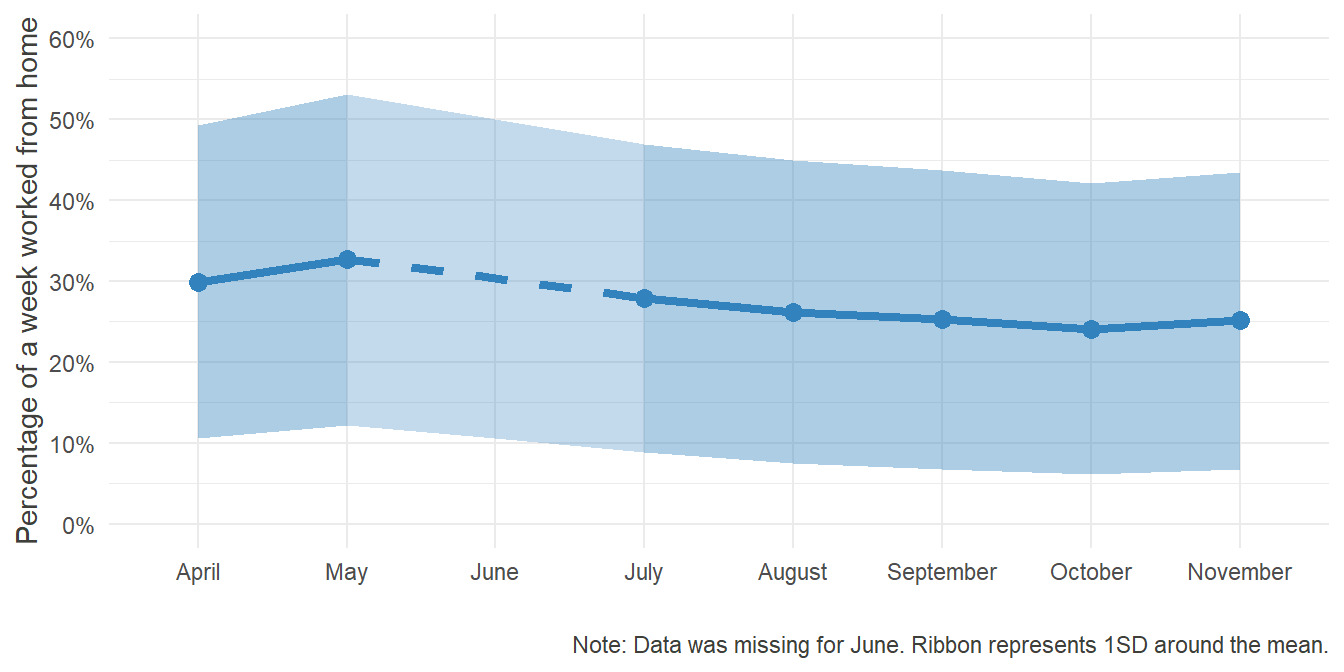 Percentage of a week worked from home
60%
50%
40%
30%
20%
10%
0%
April May June July August September October November
Note: Data was missing for June. Ribbon represents 1SD around the mean.